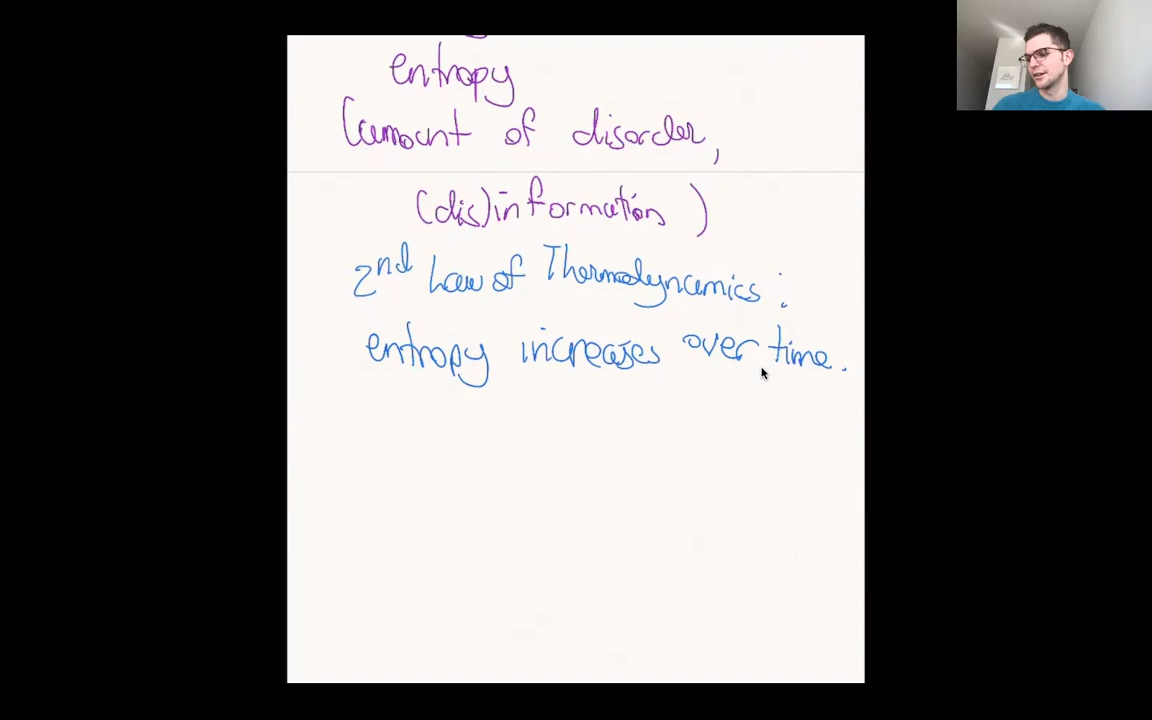 entropy
(amount of disorder,
(dis)information )
2nd Law of Thermodynamics :
entropy increases over time.